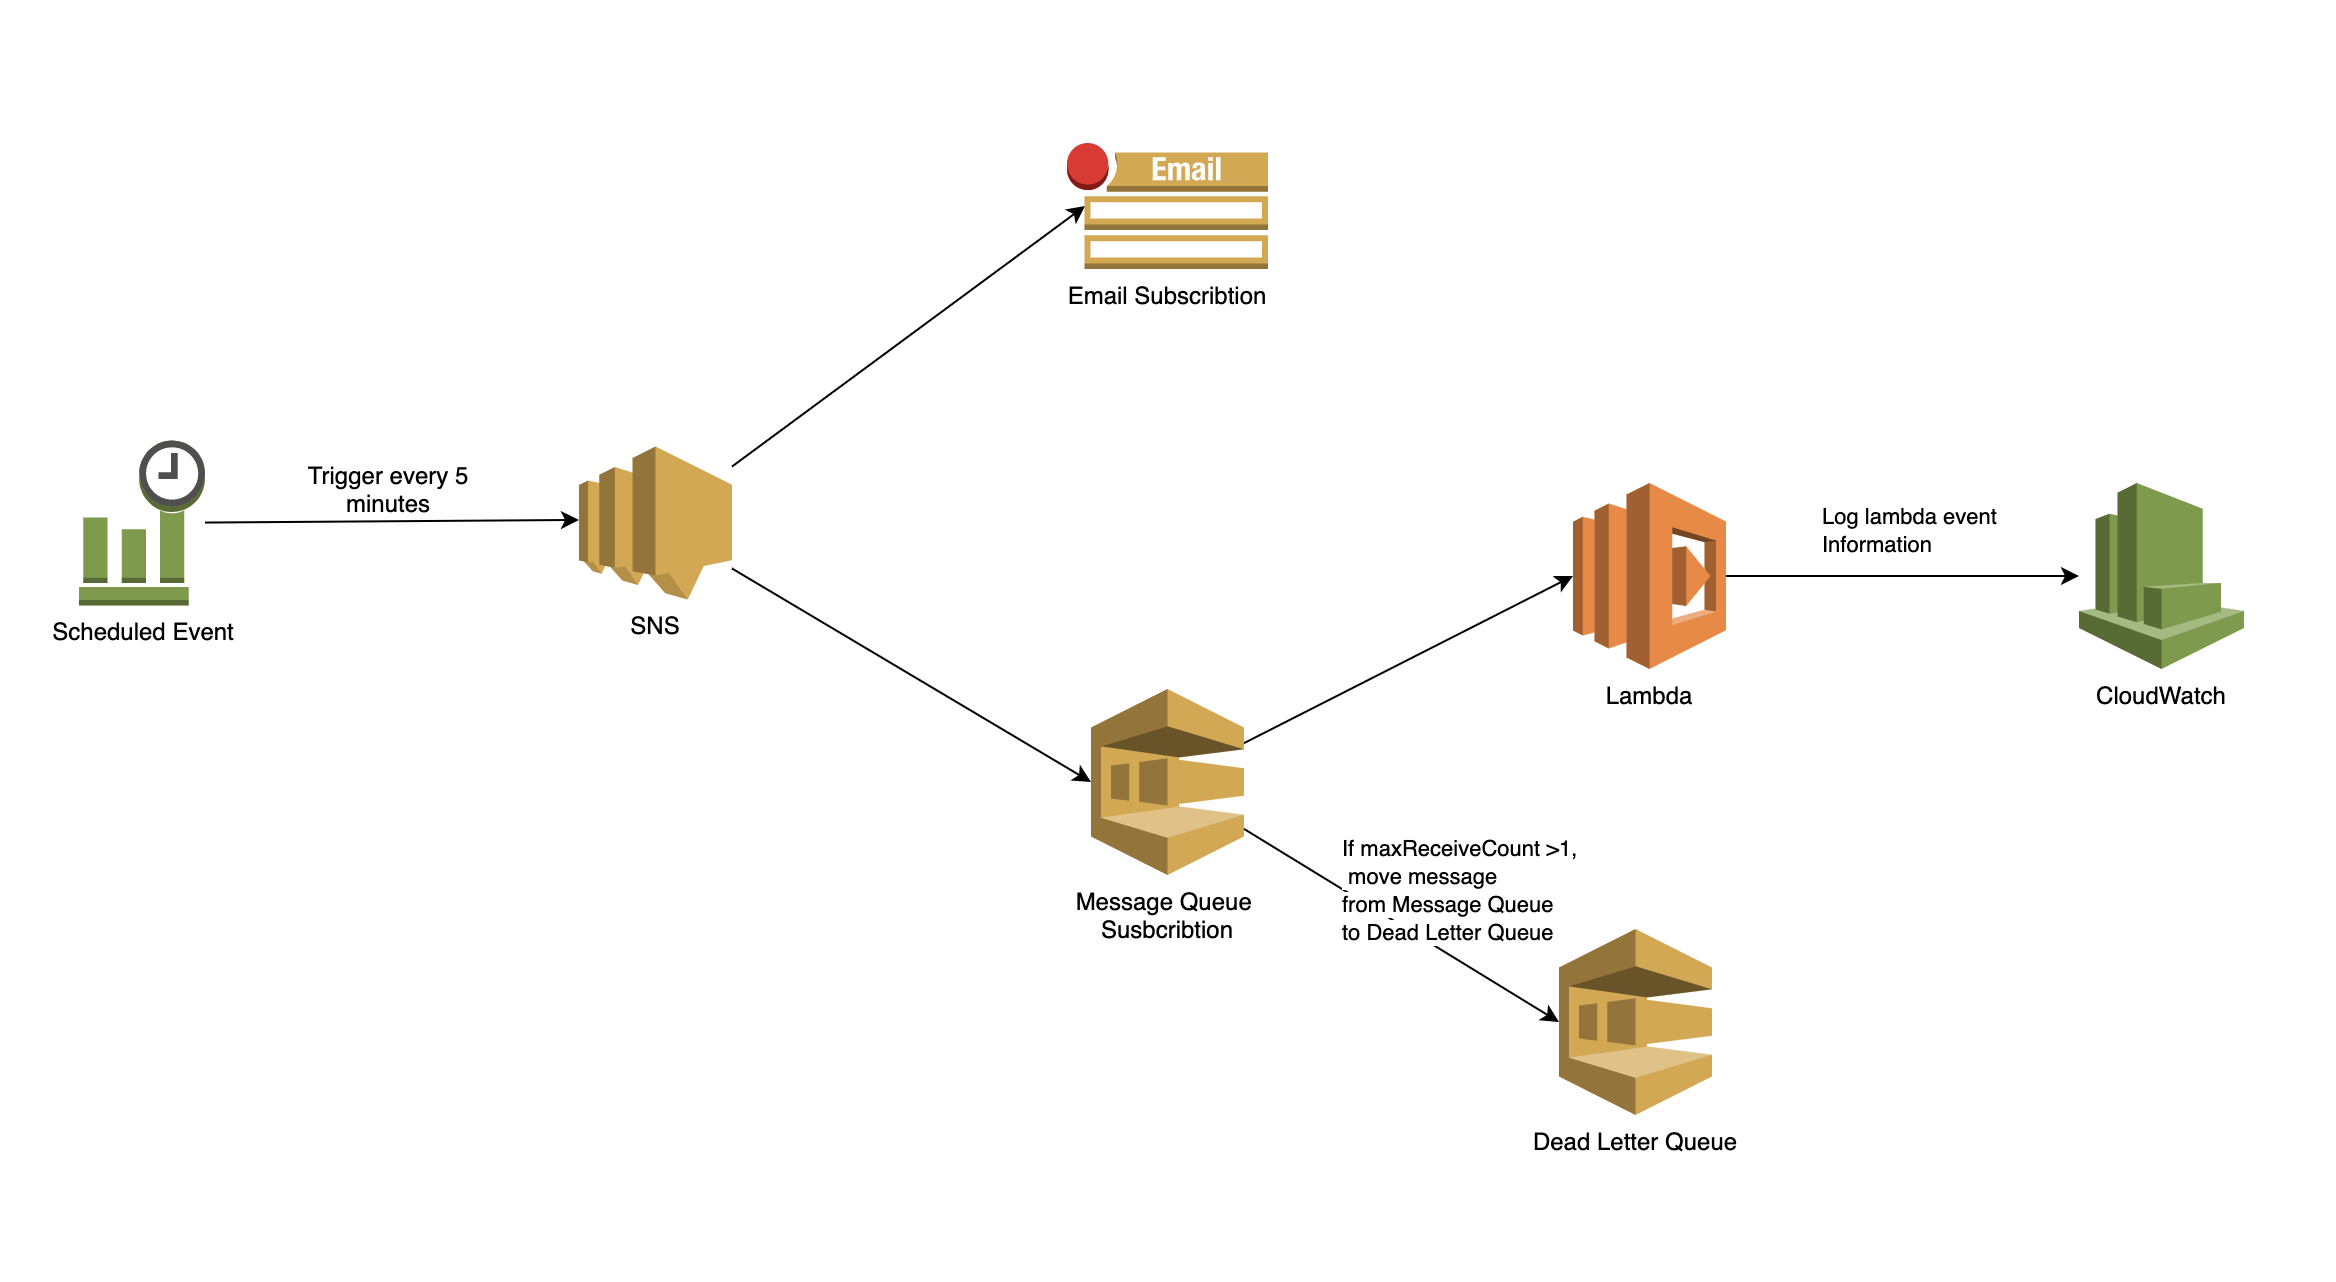 Email
Email Subscribtion
Trigger every 5
minutes
Scheduled Event
SNS
Log lambda event
Information
Lambda
CloudWatch
Message Queue
Susbcribtion
If maxReceiveCount >1,
move message
from Message Queue
to Dead Letter Queue
Dead Letter Queue